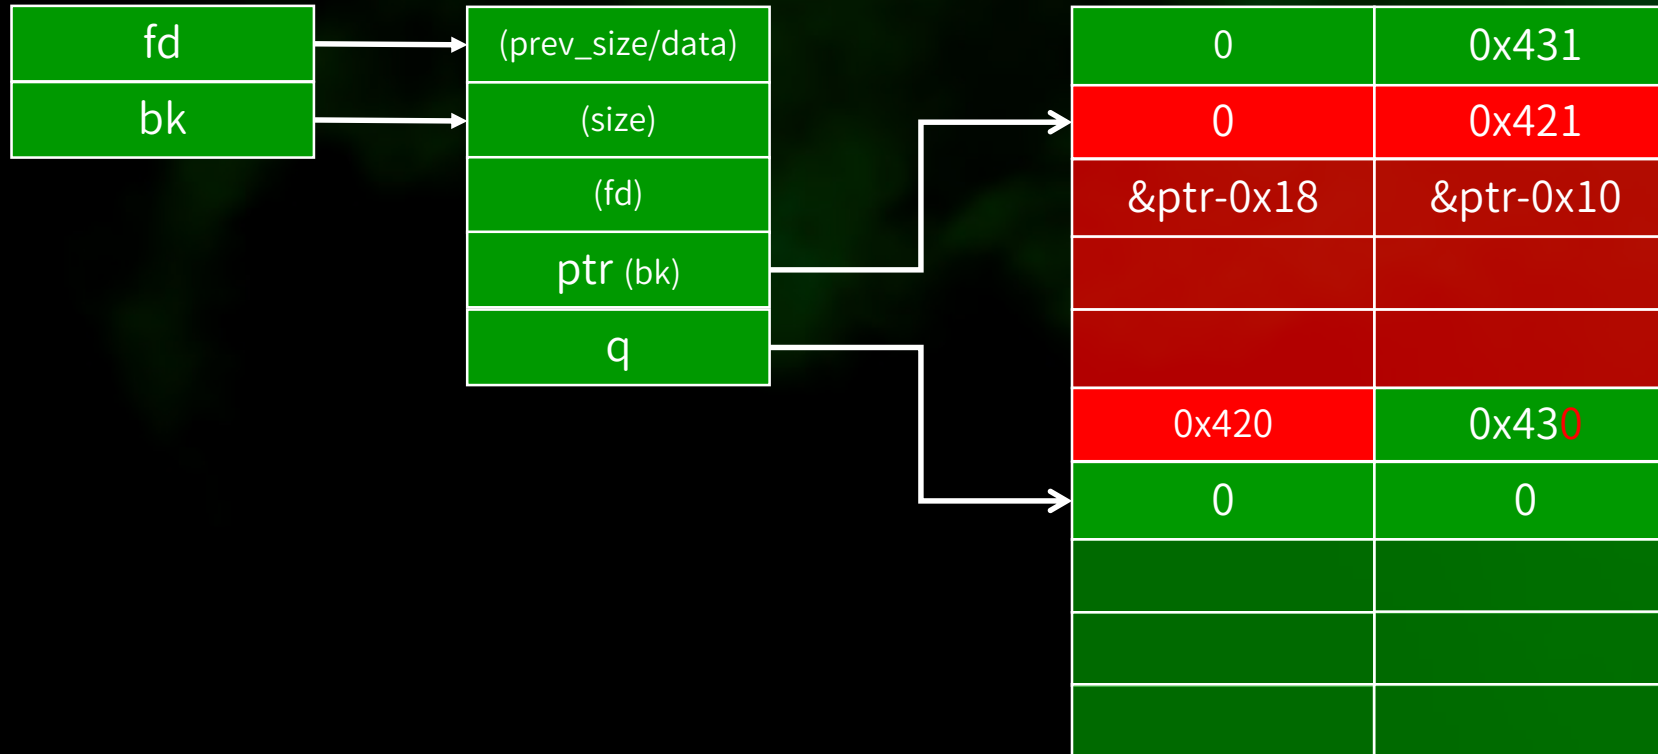 fd
bk
(prev_size/data)
(size)
(fd)
ptr (bk)
q
0 0x431
0 0x421
&ptr-0x18 &ptr-0x10
0x420 0x430
0 0